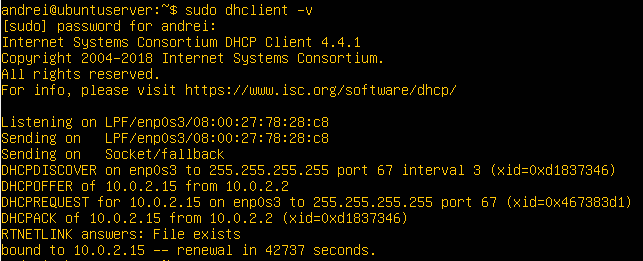 andrei@ubuntuserver:~$ sudo dhclient -v
[sudo] password for andrei:
Internet Systems Consortium DHCP Client 4.4.1
Copyright 2004-2018 Internet Systems Consortium.
All rights reserved.
For info, please visit https://www.isc.org/software/dhcp/

Listening on LPF/enp0s3/08:00:27:78:28:c8
Sending on   LPF/enp0s3/08:00:27:78:28:c8
Sending on   Socket/fallback
DHCPDISCOVER on enp0s3 to 255.255.255.255 port 67 interval 3 (xid=0xd1837346)
DHCPOFFER of 10.0.2.15 from 10.0.2.2
DHCPREQUEST for 10.0.2.15 on enp0s3 to 255.255.255.255 port 67 (xid=0x467383d1)
DHCPACK of 10.0.2.15 from 10.0.2.2 (xid=0xd1837346)
RTNETLINK answers: File exists
bound to 10.0.2.15 -- renewal in 42737 seconds.